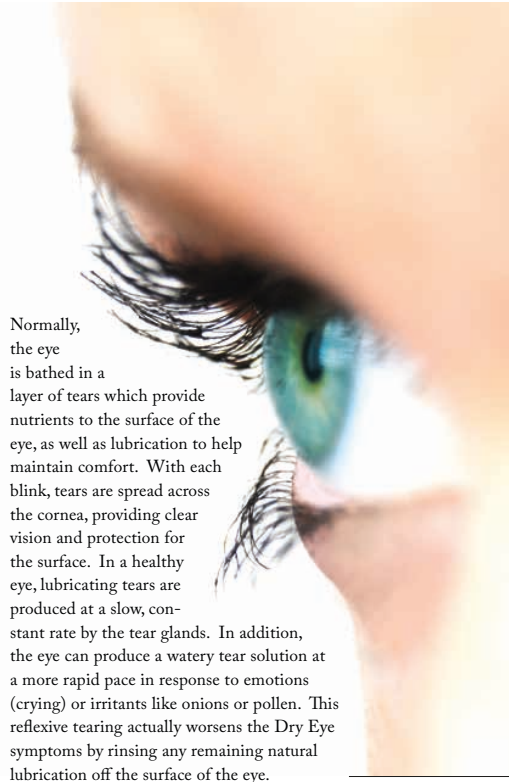 Normally,
the eye
is bathed in a
layer of tears which provide
nutrients to the surface of the
eye, as well as lubrication to help
maintain comfort.  With each
blink, tears are spread across
the cornea, providing clear
vision and protection for
the surface.  In a healthy
eye, lubricating tears are
produced at a slow, con-
stant rate by the tear glands.  In addition,
the eye can produce a watery tear solution at
a more rapid pace in response to emotions
(crying) or irritants like onions or pollen.  This
reflexive tearing actually worsens the Dry Eye
symptoms by rinsing any remaining natural
lubrication off the surface of the eye.